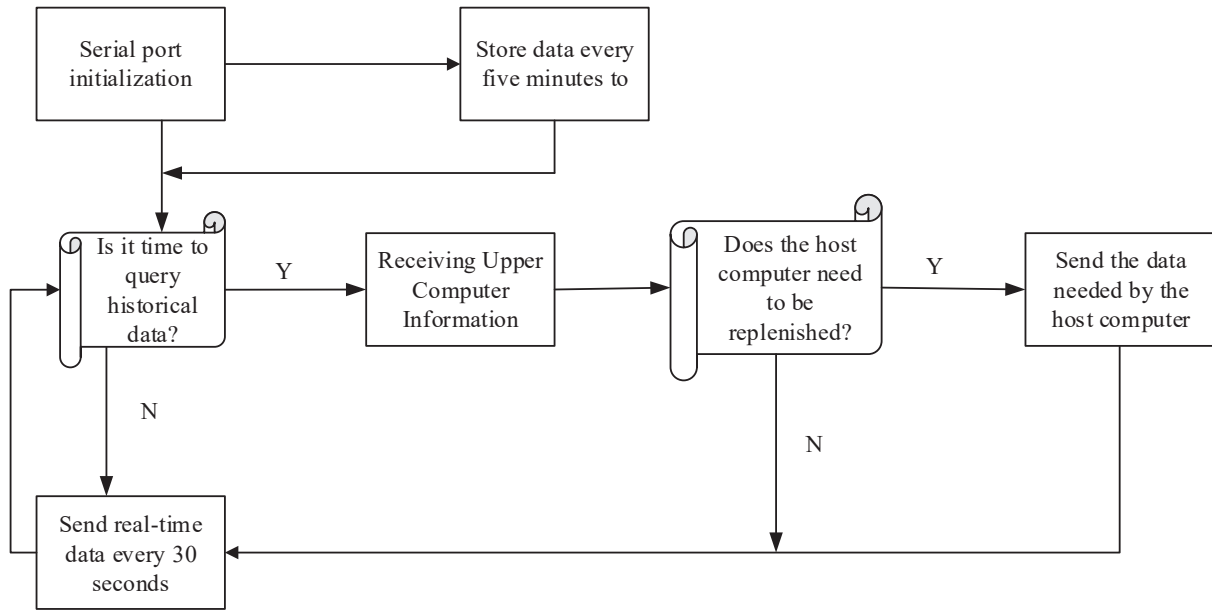 Serial port
initialization
Store data every
five minutes to
Is it time to
query
historical
data?
Y
Receiving Upper
Computer
Information
Does the host
computer need
to be
replenished?
Y
Send the data
needed by the
host computer
N
N
Send real-time
data every 30
seconds